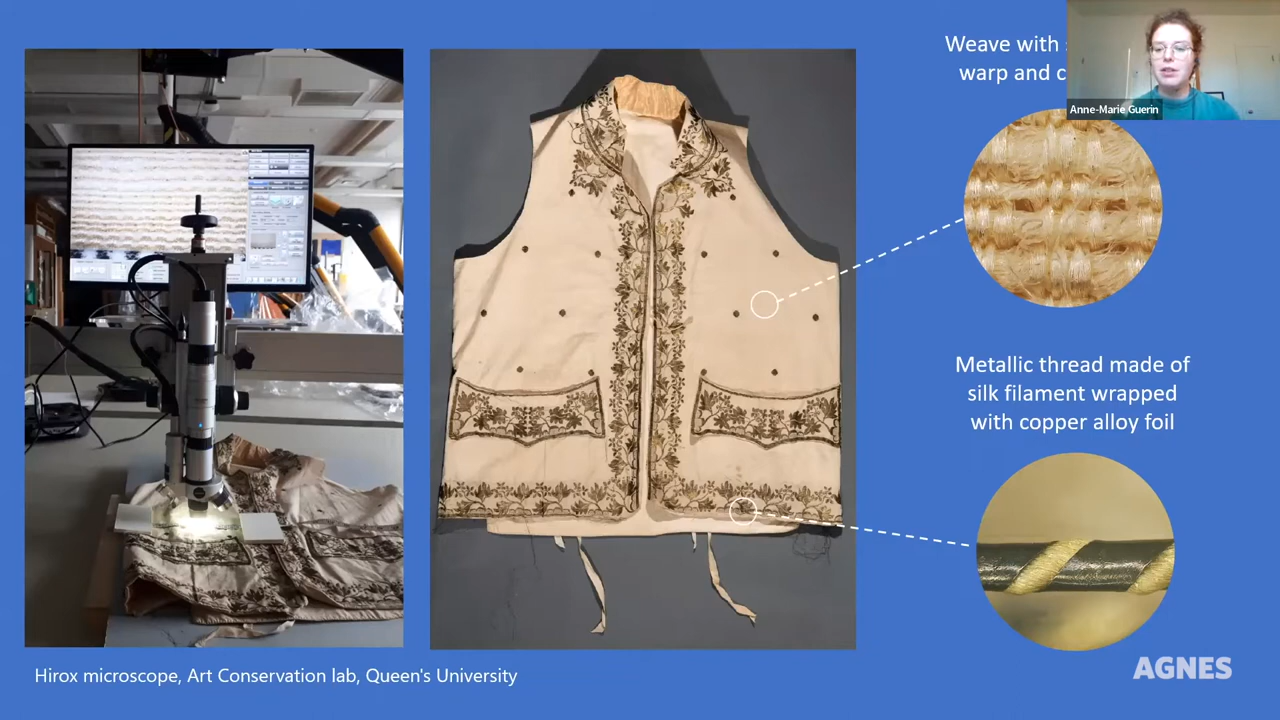 Weave with
warp and
Anne-Marie Guerin
Metallic thread made of
silk filament wrapped
with copper alloy foil
Hirox microscope, Art Conservation lab, Queen's University
AGNES